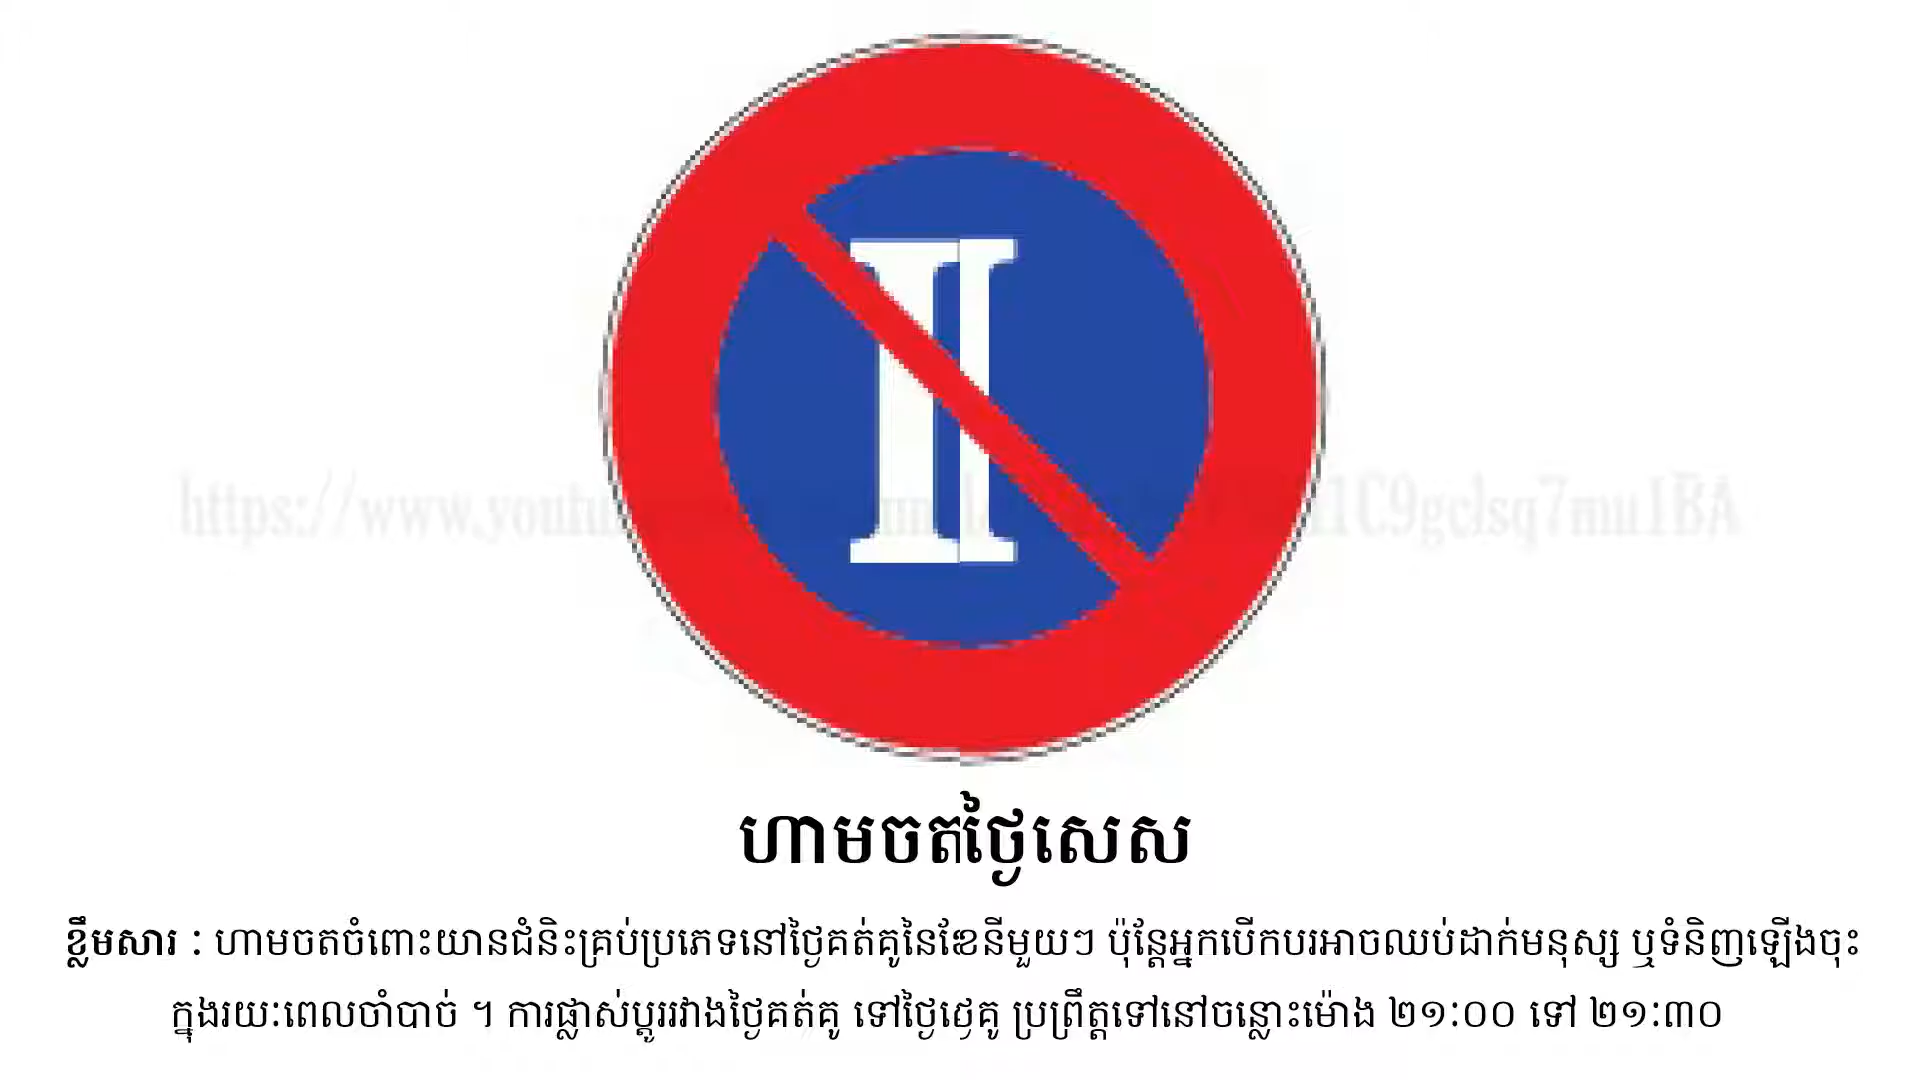 ហាមចតថ្ងៃសេស
ខ្លឹមសារ : ហាមចតចំពោះយានជំនិះគ្រប់ប្រភេទនៅថ្ងៃគត់គូនៃខែនីមួយៗ ប៉ុន្តែអ្នកបើកបរអាចឈប់ដាក់មនុស្ស ឬទំនិញឡើងចុះ
ក្នុងរយៈពេលចាំបាច់ ។ ការផ្លាស់ប្ដូររវាងថ្ងៃគត់គូ ទៅថ្ងៃ គូ ប្រព្រឹត្តទៅនៅចន្លោះម៉ោង ២១:០០ ទៅ ២១:៣០